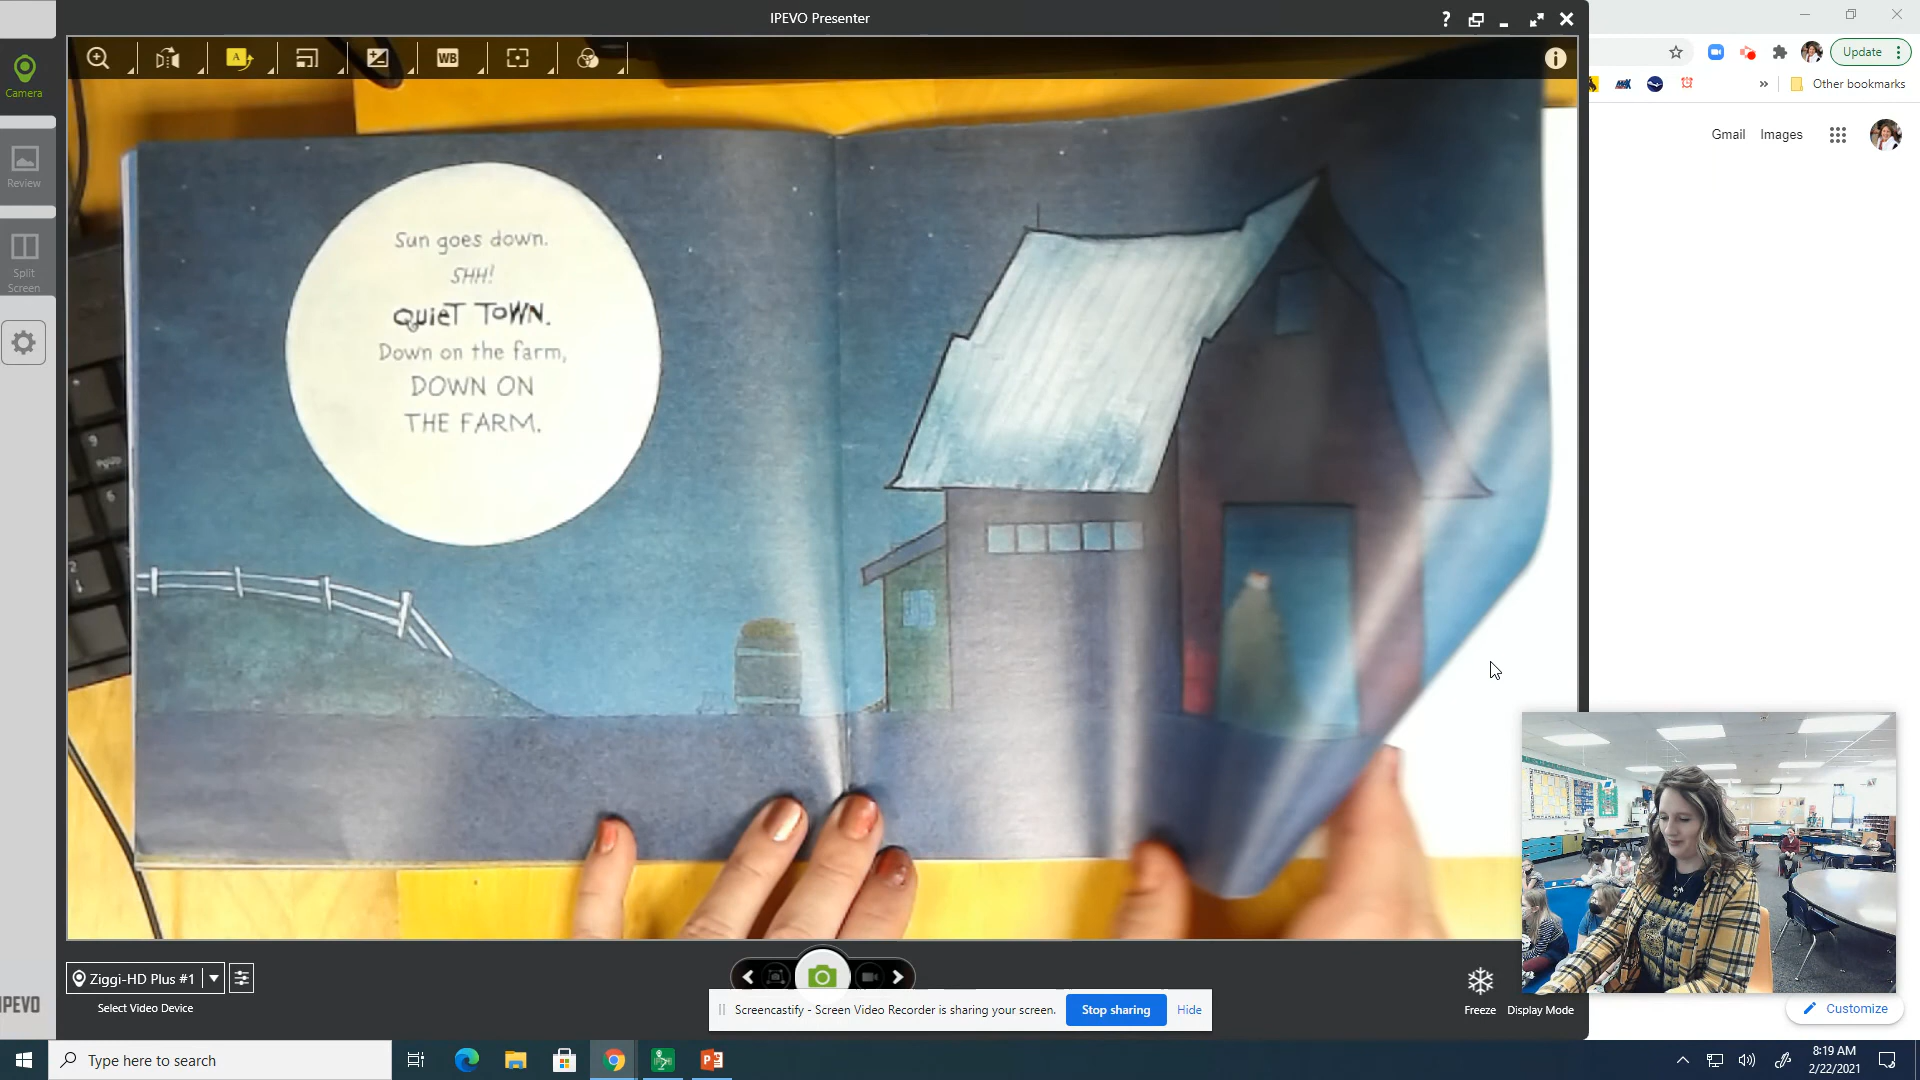 IPEVO Presenter
?
Camera
Review
Split
Screen
A
WB
Update
Other bookmarks
Gmail Images
Sun goes down.
SHH!
QUIET TOWN.
Down on the farm,
DOWN ON
THE FARM.
Ziggi-HD Plus #1
Select Video Device
IPEVO
Screencastify - Screen Video Recorder is sharing your screen.
Stop sharing
Hide
Freeze
Display Mode
Customize
Type here to search
8:19 AM
2/22/2021